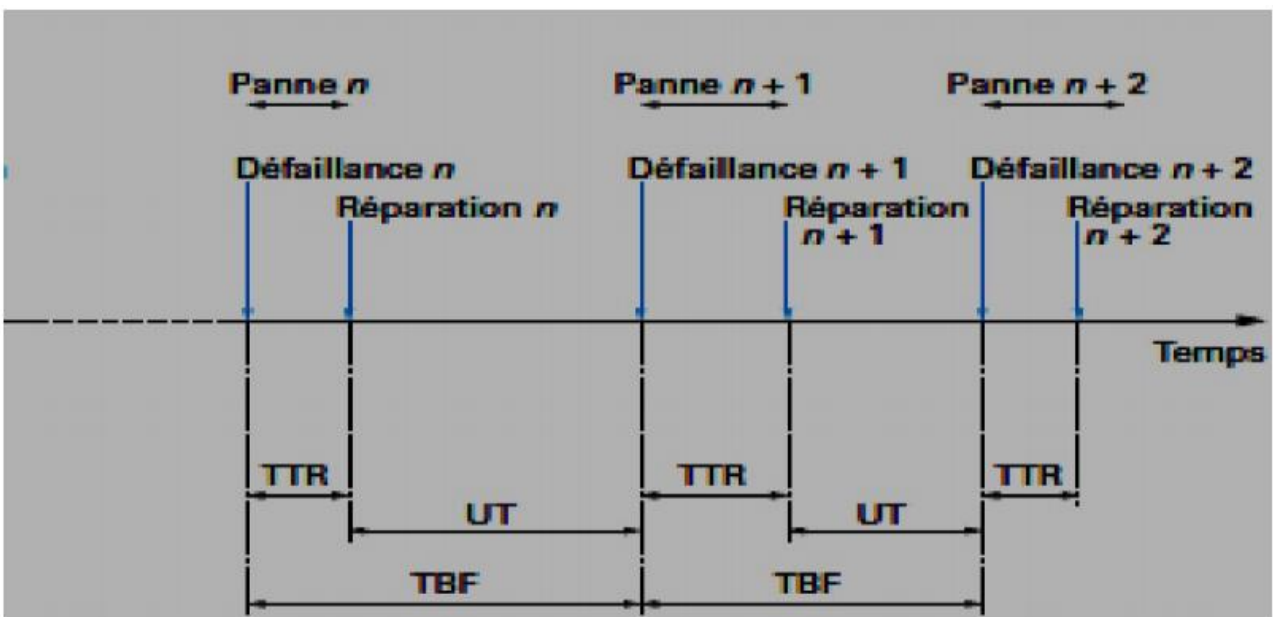 Panne n
Panne n + 1
Panne n + 2
Défaillance n
Défaillance n + 1
Défaillance n + 2
Réparation n
Réparation
n + 1
Réparation
n + 2
Temps
TTR
TTR
TTR
UT
UT
TBF
TBF